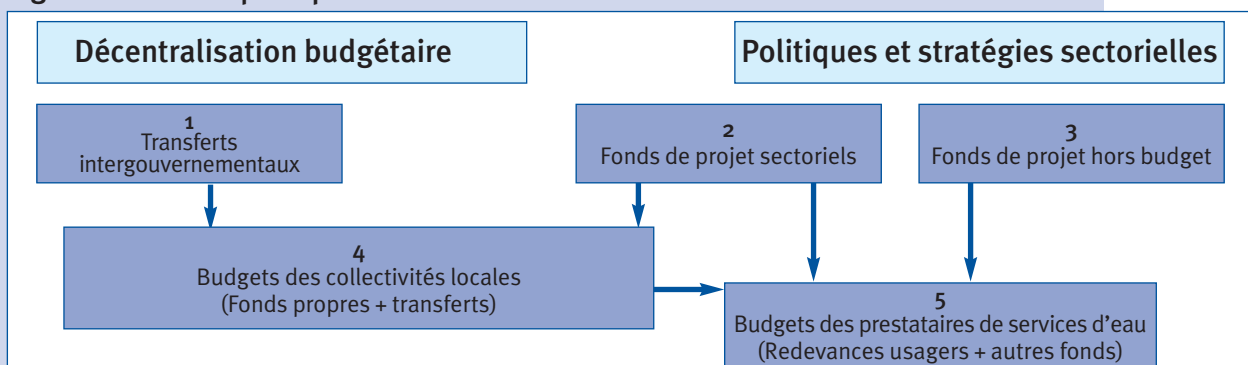 Décentralisation budgétaire
Politiques et stratégies sectorielles
1
Transferts
intergouvernementaux
2
Fonds de projet sectoriels
3
Fonds de projet hors budget
4
Budgets des collectivités locales
(Fonds propres + transferts)
5
Budgets des prestataires de services d’eau
(Redevances usagers + autres fonds)